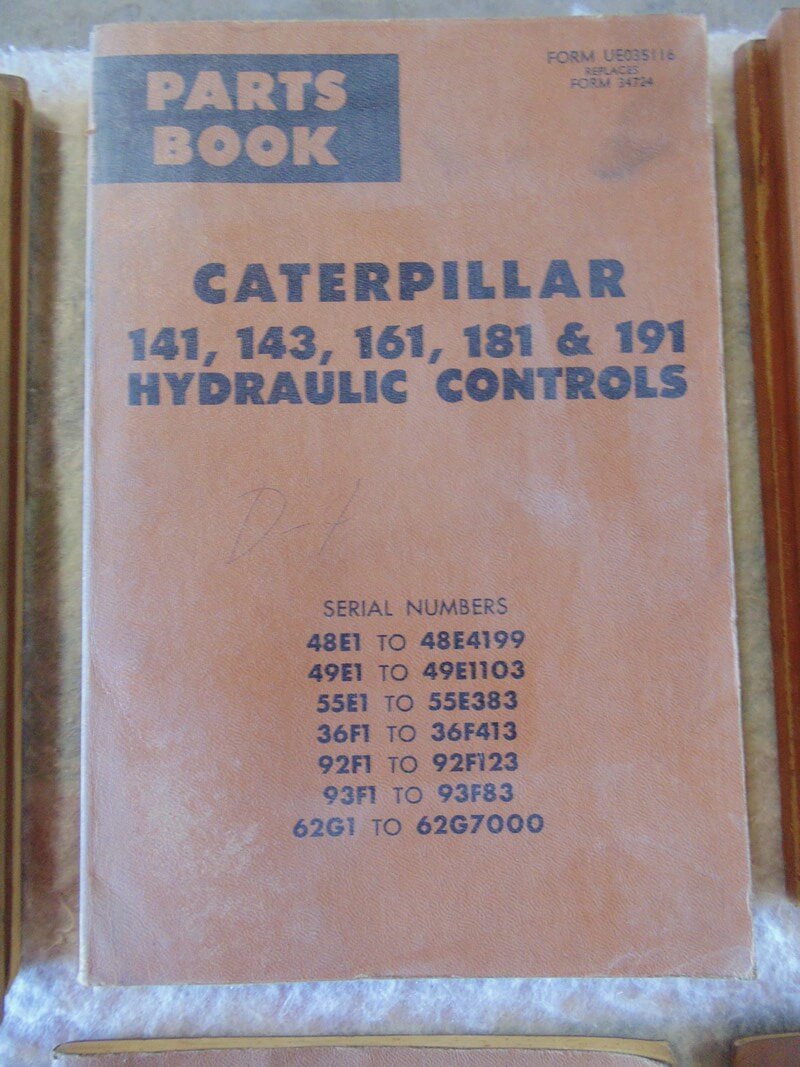 PARTS
BOOK
FORM UE035116
REPLACES
FORM 34724
CATERPILLAR
141, 143, 161, 181 & 191
HYDRAULIC CONTROLS
D-4
SERIAL NUMBERS
48E1 TO 48E4199
49E1 TO 49E1103
55E1 TO 55E383
36F1 TO 36F413
92F1 TO 92F123
93F1 TO 93F83
62G1 TO 62G7000